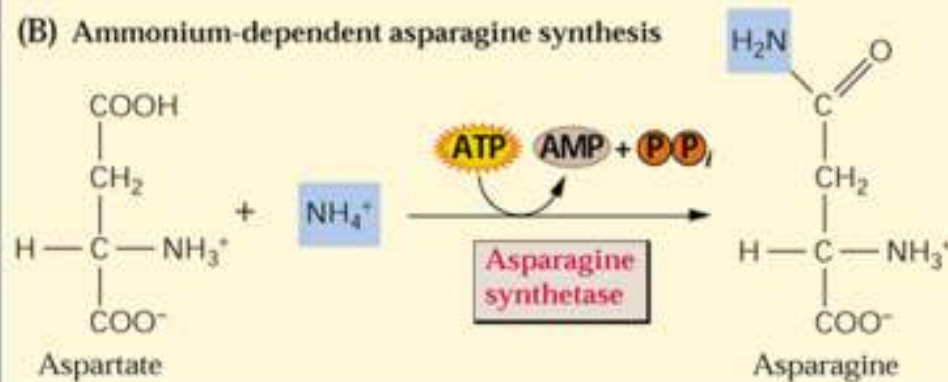 (B) Ammonium-dependent asparagine synthesis
COOH
CH₂
H — C — NH₃⁺
COO⁻
Aspartate
+
NH₄⁺
ATP AMP + P Pᵢ
Asparagine
synthetase
H₂N O
C
CH₂
H — C — NH₃⁺
COO⁻
Asparagine